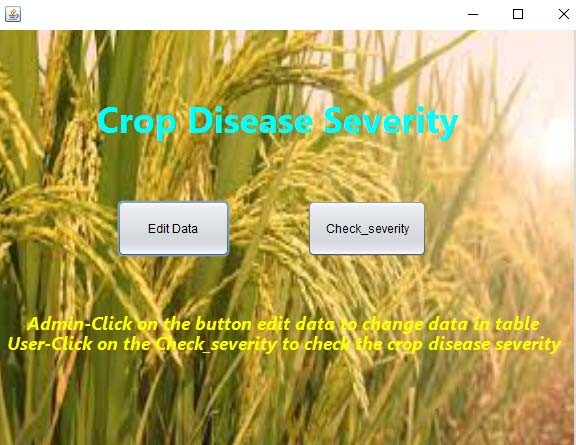 Crop Disease Severity
Edit Data
Check_severity
Admin-Click on the button edit data to change data in table
User-Click on the Check_severity to check the crop disease severity